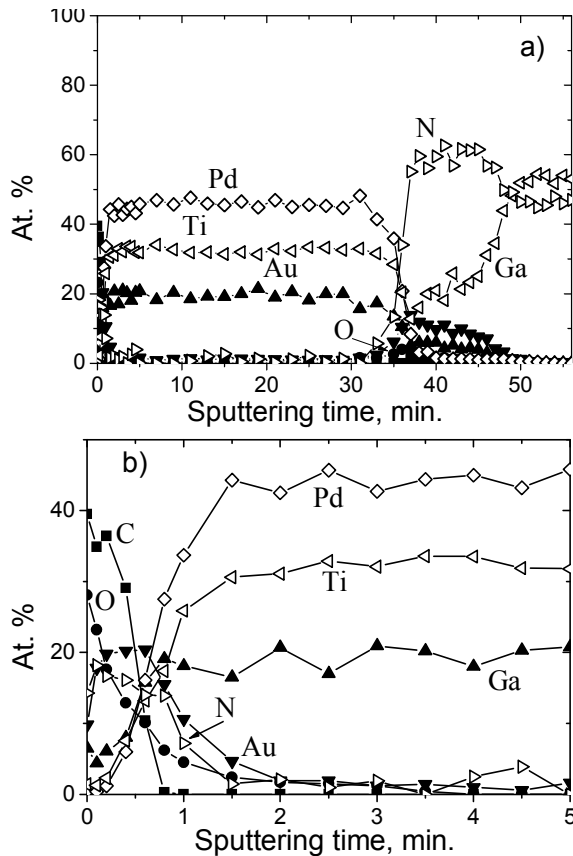 a)
100
80
60
40
20
0
At. %
N
Pd
Ti
Au
O
Ga
0 10 20 30 40 50
Sputtering time, min.
b)
40
20
0
At. %
C
O
Pd
Ti
Ga
N
Au
0 1 2 3 4 5
Sputtering time, min.